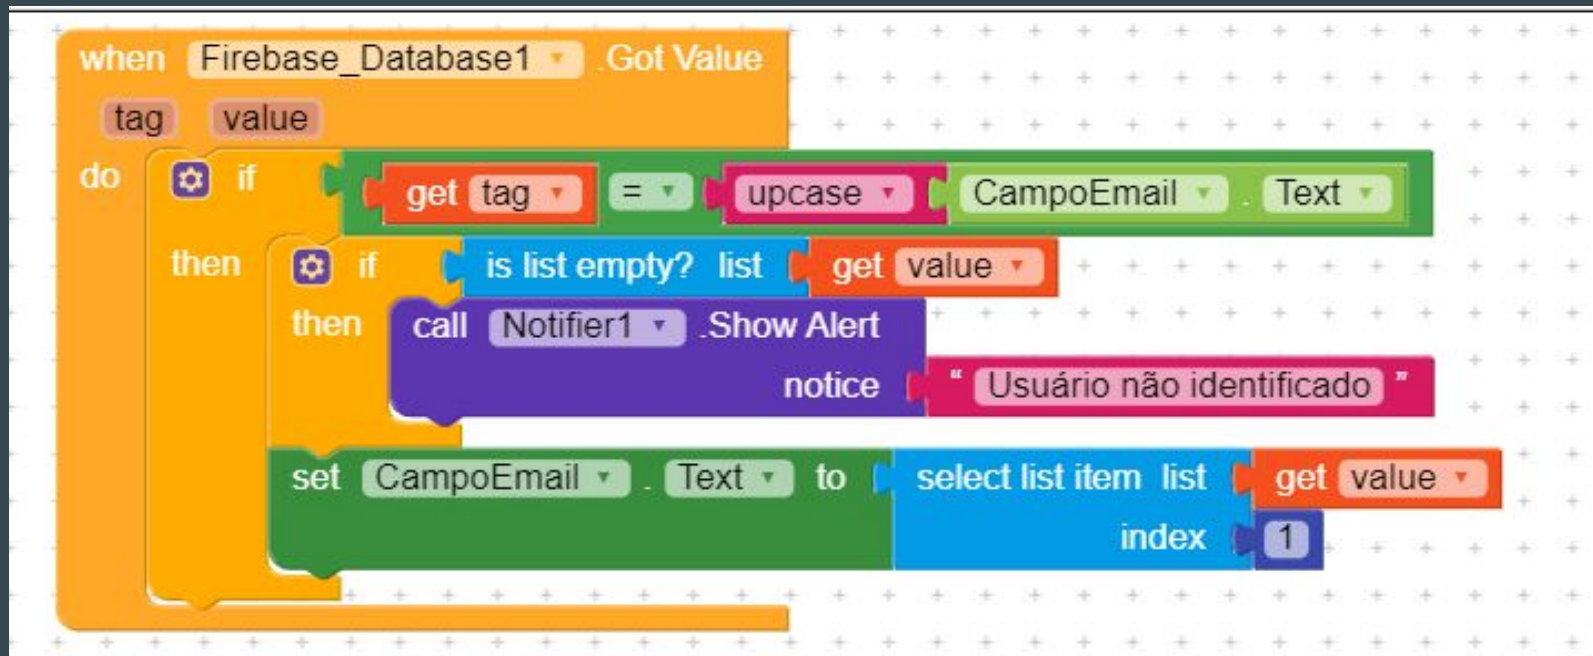 when Firebase_Database1 .Got Value
tag value
do if get tag = upcase CampoEmail . Text
then if is list empty? list get value
then call Notifier1 .Show Alert
notice “ Usuário não identificado ”
set CampoEmail . Text to select list item list get value
index 1